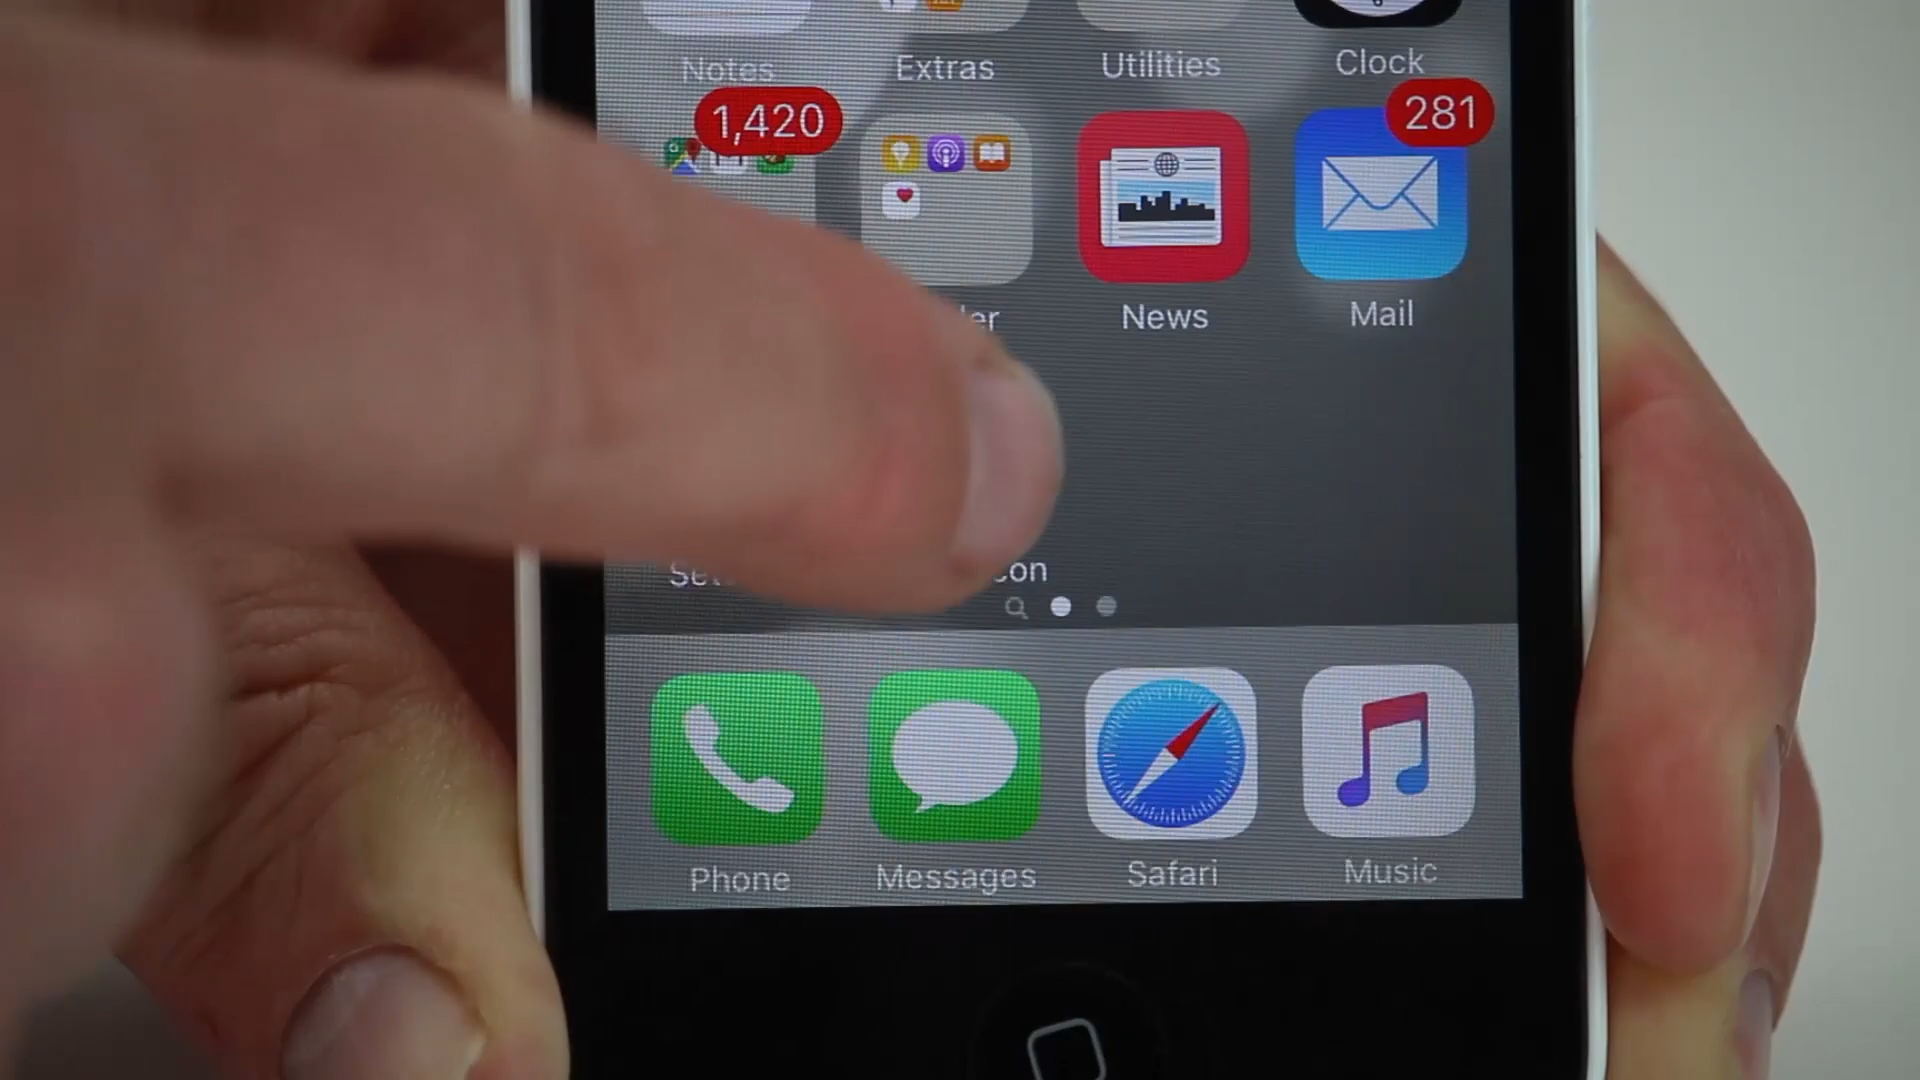 Notes Extras Utilities Clock
1,420 281
News Mail
Phone Messages Safari Music